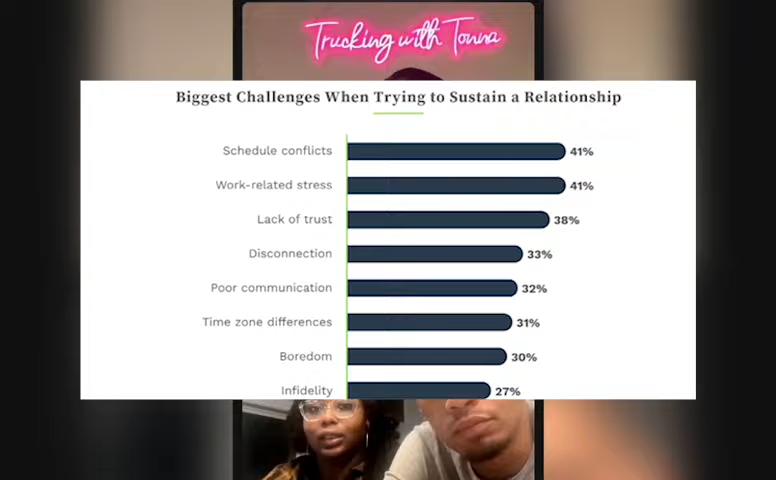 Trucking with Tonna
Biggest Challenges When Trying to Sustain a Relationship
Schedule conflicts 41%
Work-related stress 41%
Lack of trust 38%
Disconnection 33%
Poor communication 32%
Time zone differences 31%
Boredom 30%
Infidelity 27%